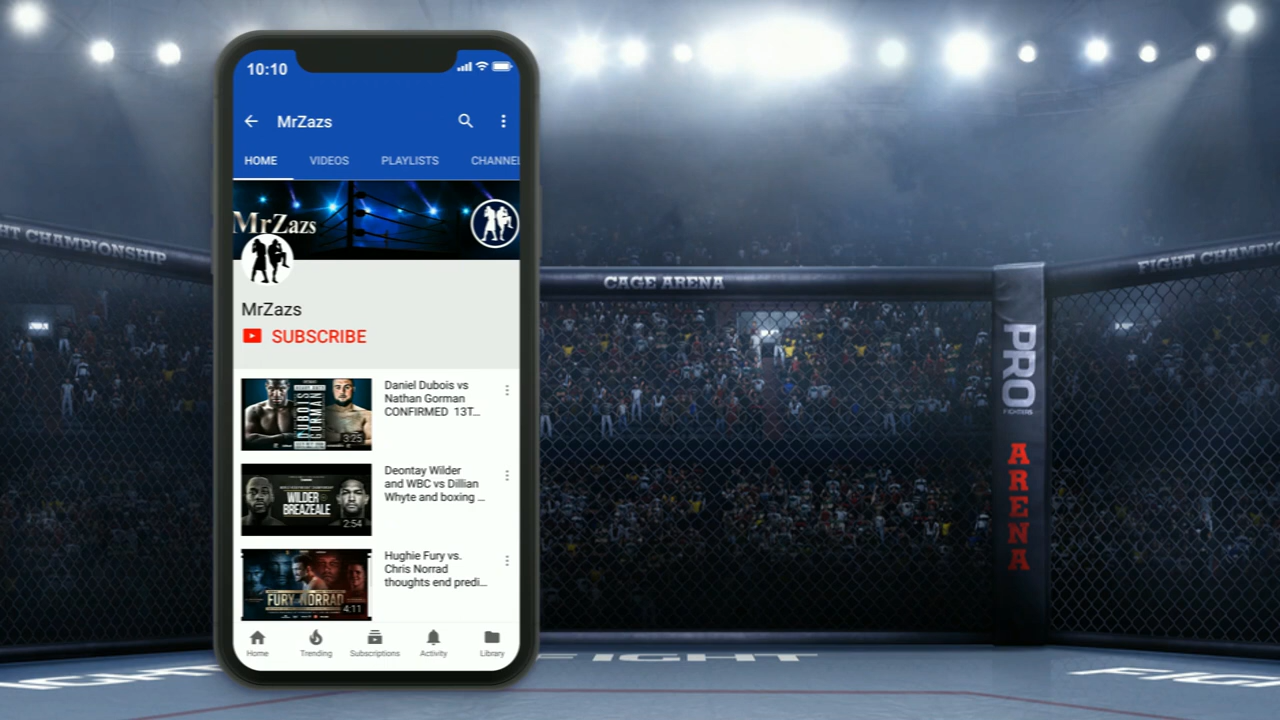 10:10
MrZazs
HOME VIDEOS PLAYLISTS CHANNEL
MrZazs
MrZazs
SUBSCRIBE
DUBOIS
GORMAN
3:25
Daniel Dubois vs
Nathan Gorman
CONFIRMED 13T...
WILDER
BREAZEALE
2:54
Deontay Wilder
and WBC vs Dillian
Whyte and boxing ...
FURY NORRAD
4:11
Hughie Fury vs.
Chris Norrad
thoughts end predi...
Home Trending Subscriptions Activity Library
HT CHAMPIONSHIP
CAGE ARENA
FIGHT CHAMPIO
PRO
FIGHTERS
ARENA
FIGHT
FIGHT
FIGH